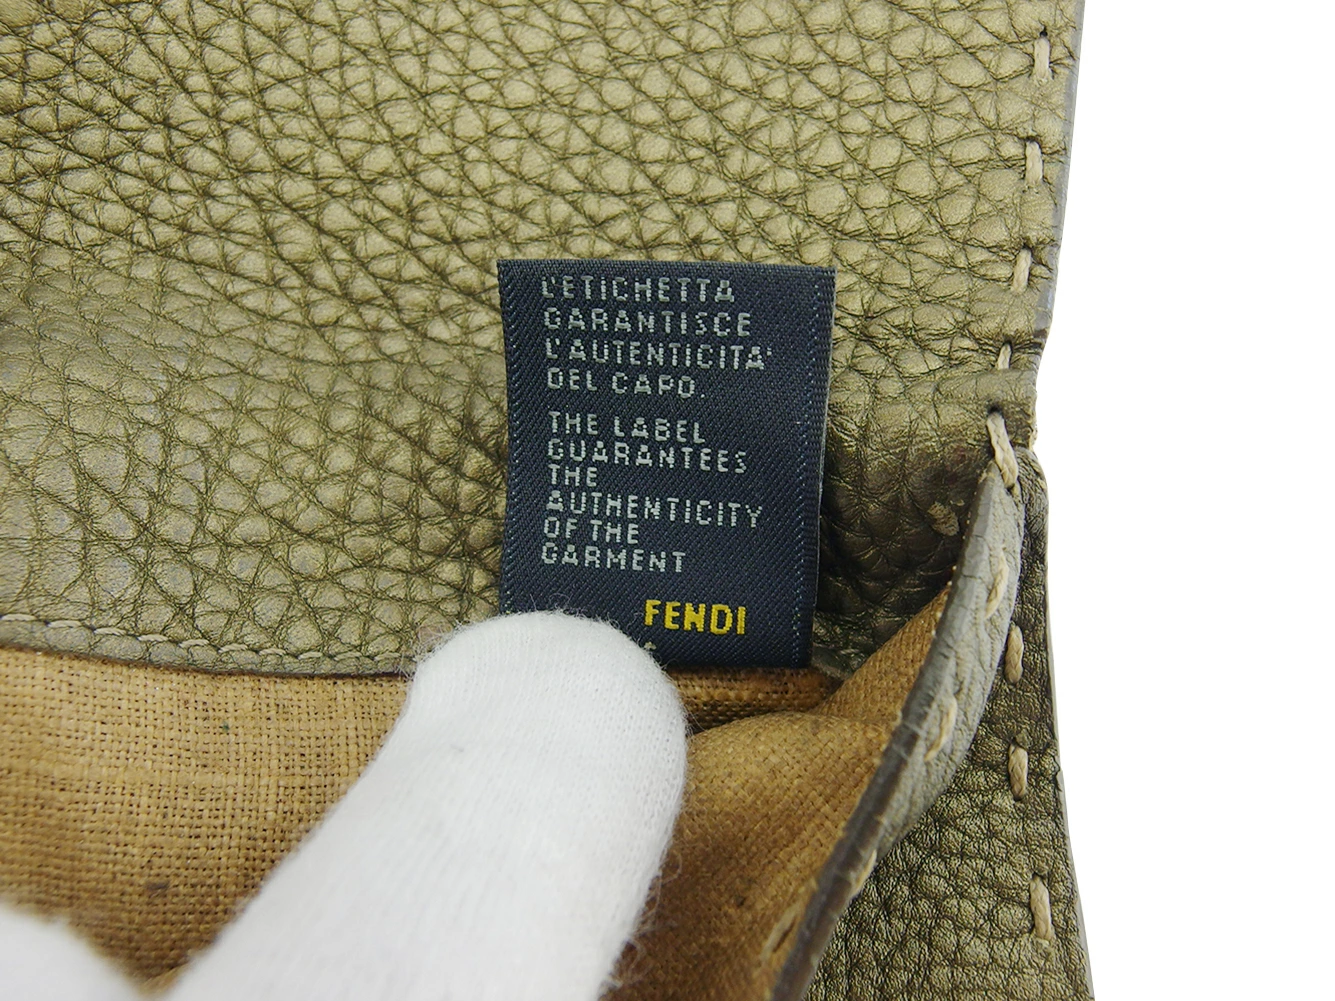 L'ETICHETTA
GARANTISCE
L'AUTENTICITA'
DEL CAPO.
THE LABEL
GUARANTEES
THE
AUTHENTICITY
OF THE
GARMENT
FENDI